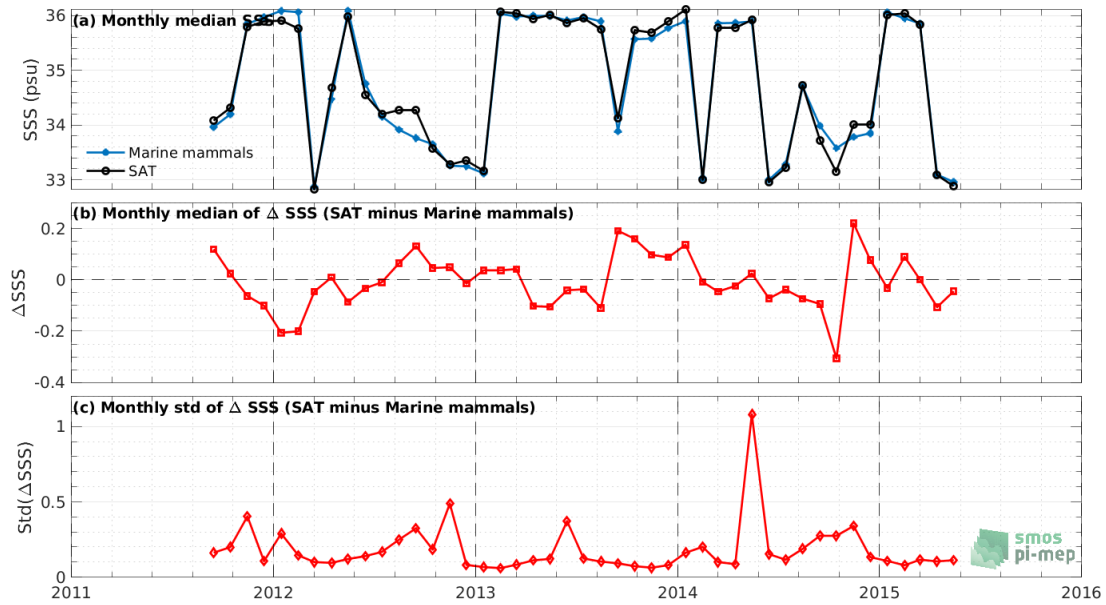 (a) Monthly median SSS
36
35
34
33
SSS (psu)
Marine mammals
SAT
(b) Monthly median of Δ SSS (SAT minus Marine mammals)
0.2
0
-0.2
-0.4
ΔSSS
(c) Monthly std of Δ SSS (SAT minus Marine mammals)
1
0.5
0
Std(ΔSSS)
smos
pi-mep
2011 2012 2013 2014 2015 2016